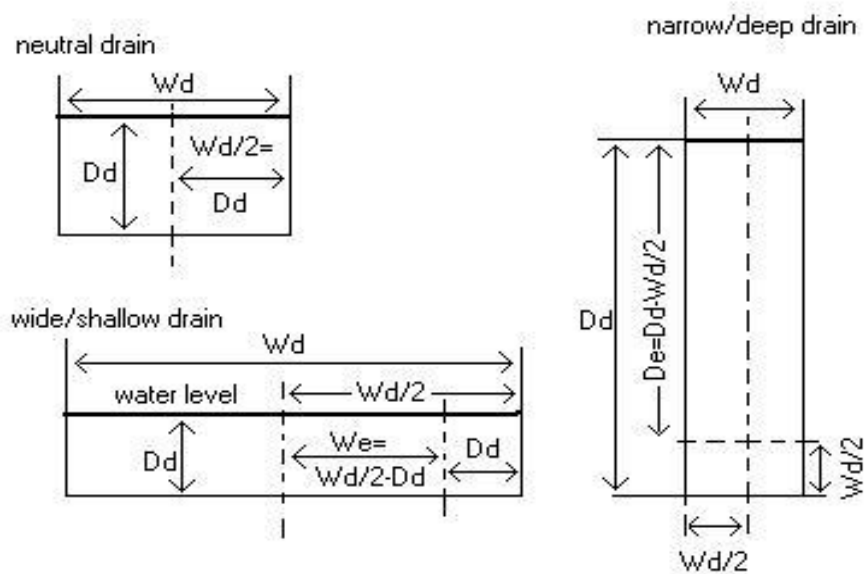 neutral drain
Wd
Dd
Wd/2=
Dd
wide/shallow drain
Wd
water level
Wd/2
Dd
We=
Wd/2-Dd
Dd
narrow/deep drain
Wd
Dd
De=Dd-Wd/2
Wd/2
Wd/2